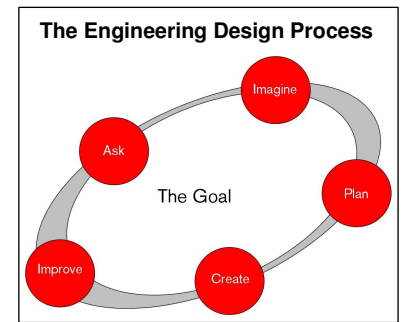 The Engineering Design Process
Imagine
Ask
Plan
The Goal
Improve
Create